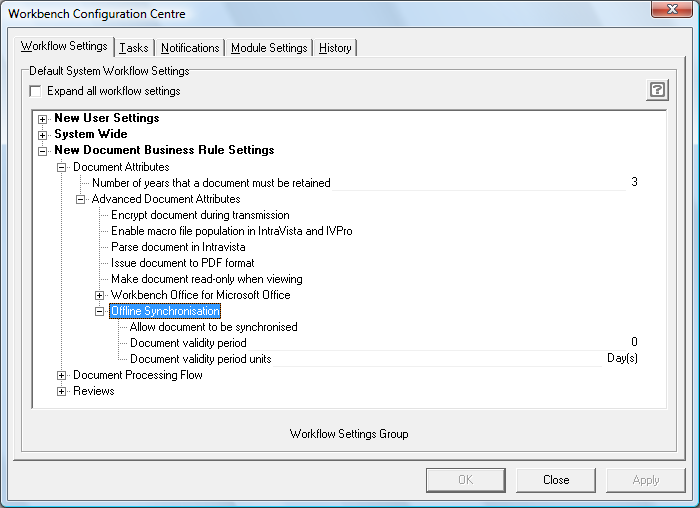 Workbench Configuration Centre
Workflow Settings Tasks Notifications Module Settings History
Default System Workflow Settings
Expand all workflow settings ?
New User Settings
System Wide
New Document Business Rule Settings
Document Attributes
Number of years that a document must be retained 3
Advanced Document Attributes
Encrypt document during transmission
Enable macro file population in IntraVista and IVPro
Parse document in Intravista
Issue document to PDF format
Make document read-only when viewing
Workbench Office for Microsoft Office
Offline Synchronisation
Allow document to be synchronised
Document validity period 0
Document validity period units Day(s)
Document Processing Flow
Reviews
Workflow Settings Group
OK Close Apply